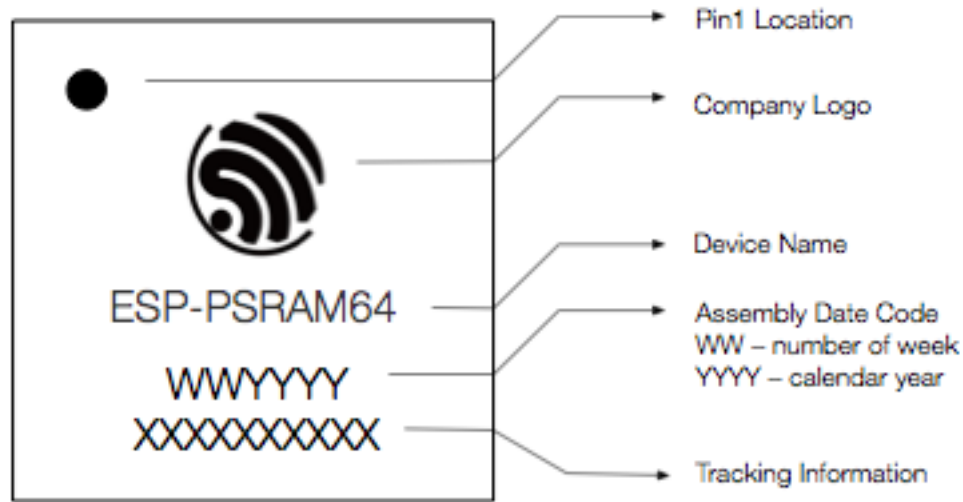 Pin1 Location
Company Logo
Device Name
ESP-PSRAM64
Assembly Date Code
WW – number of week
YYYY – calendar year
WWYYYY
XXXXXXXXXX
Tracking Information